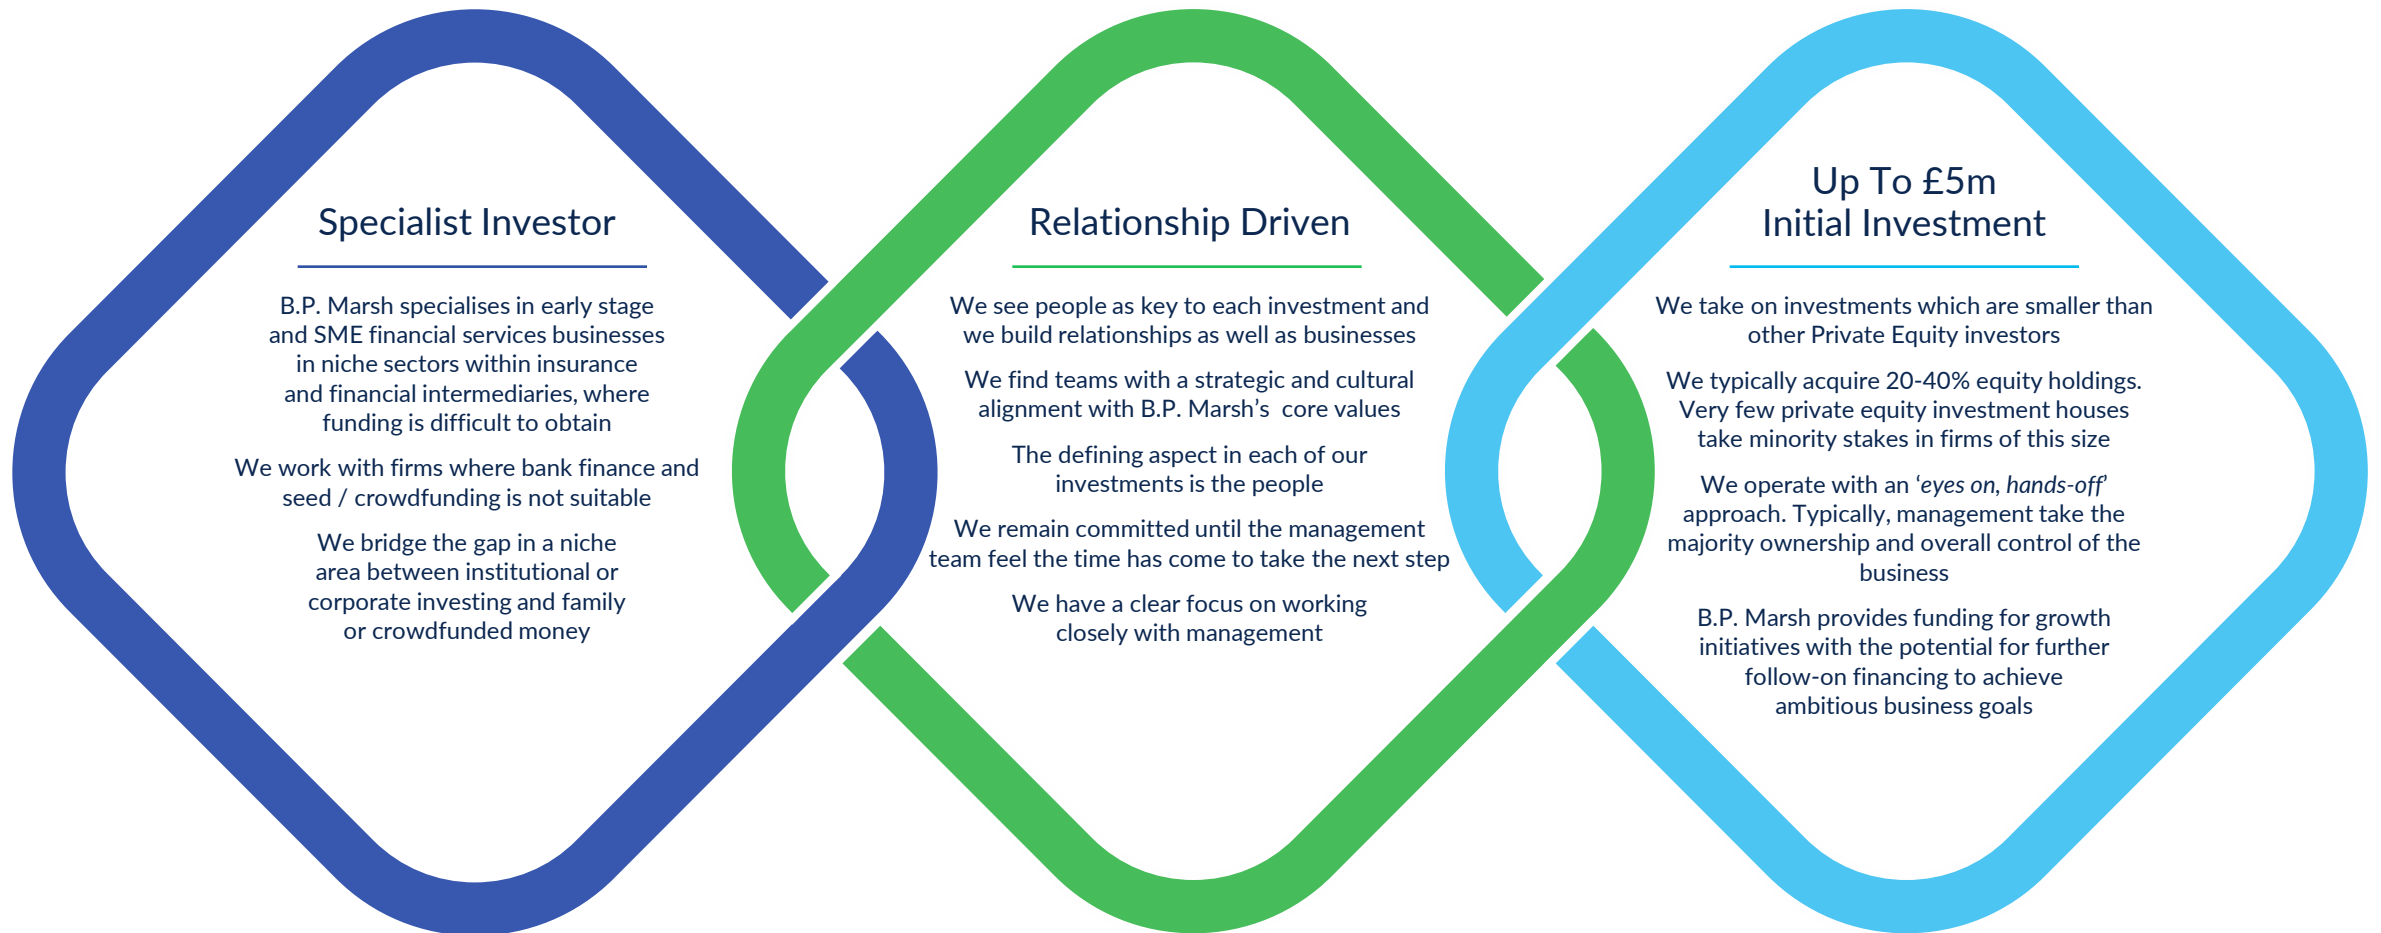 Specialist Investor
B.P. Marsh specialises in early stage
and SME financial services businesses
in niche sectors within insurance
and financial intermediaries, where
funding is difficult to obtain
We work with firms where bank finance and
seed / crowdfunding is not suitable
We bridge the gap in a niche
area between institutional or
corporate investing and family
or crowdfunded money
Relationship Driven
We see people as key to each investment and
we build relationships as well as businesses
We find teams with a strategic and cultural
alignment with B.P. Marsh’s  core values
The defining aspect in each of our
investments is the people
We remain committed until the management
team feel the time has come to take the next step
We have a clear focus on working
closely with management
Up To £5m
Initial Investment
We take on investments which are smaller than
other Private Equity investors
We typically acquire 20-40% equity holdings.
Very few private equity investment houses
take minority stakes in firms of this size
We operate with an ‘eyes on, hands-off’
approach. Typically, management take the
majority ownership and overall control of the
business
B.P. Marsh provides funding for growth
initiatives with the potential for further
follow-on financing to achieve
ambitious business goals